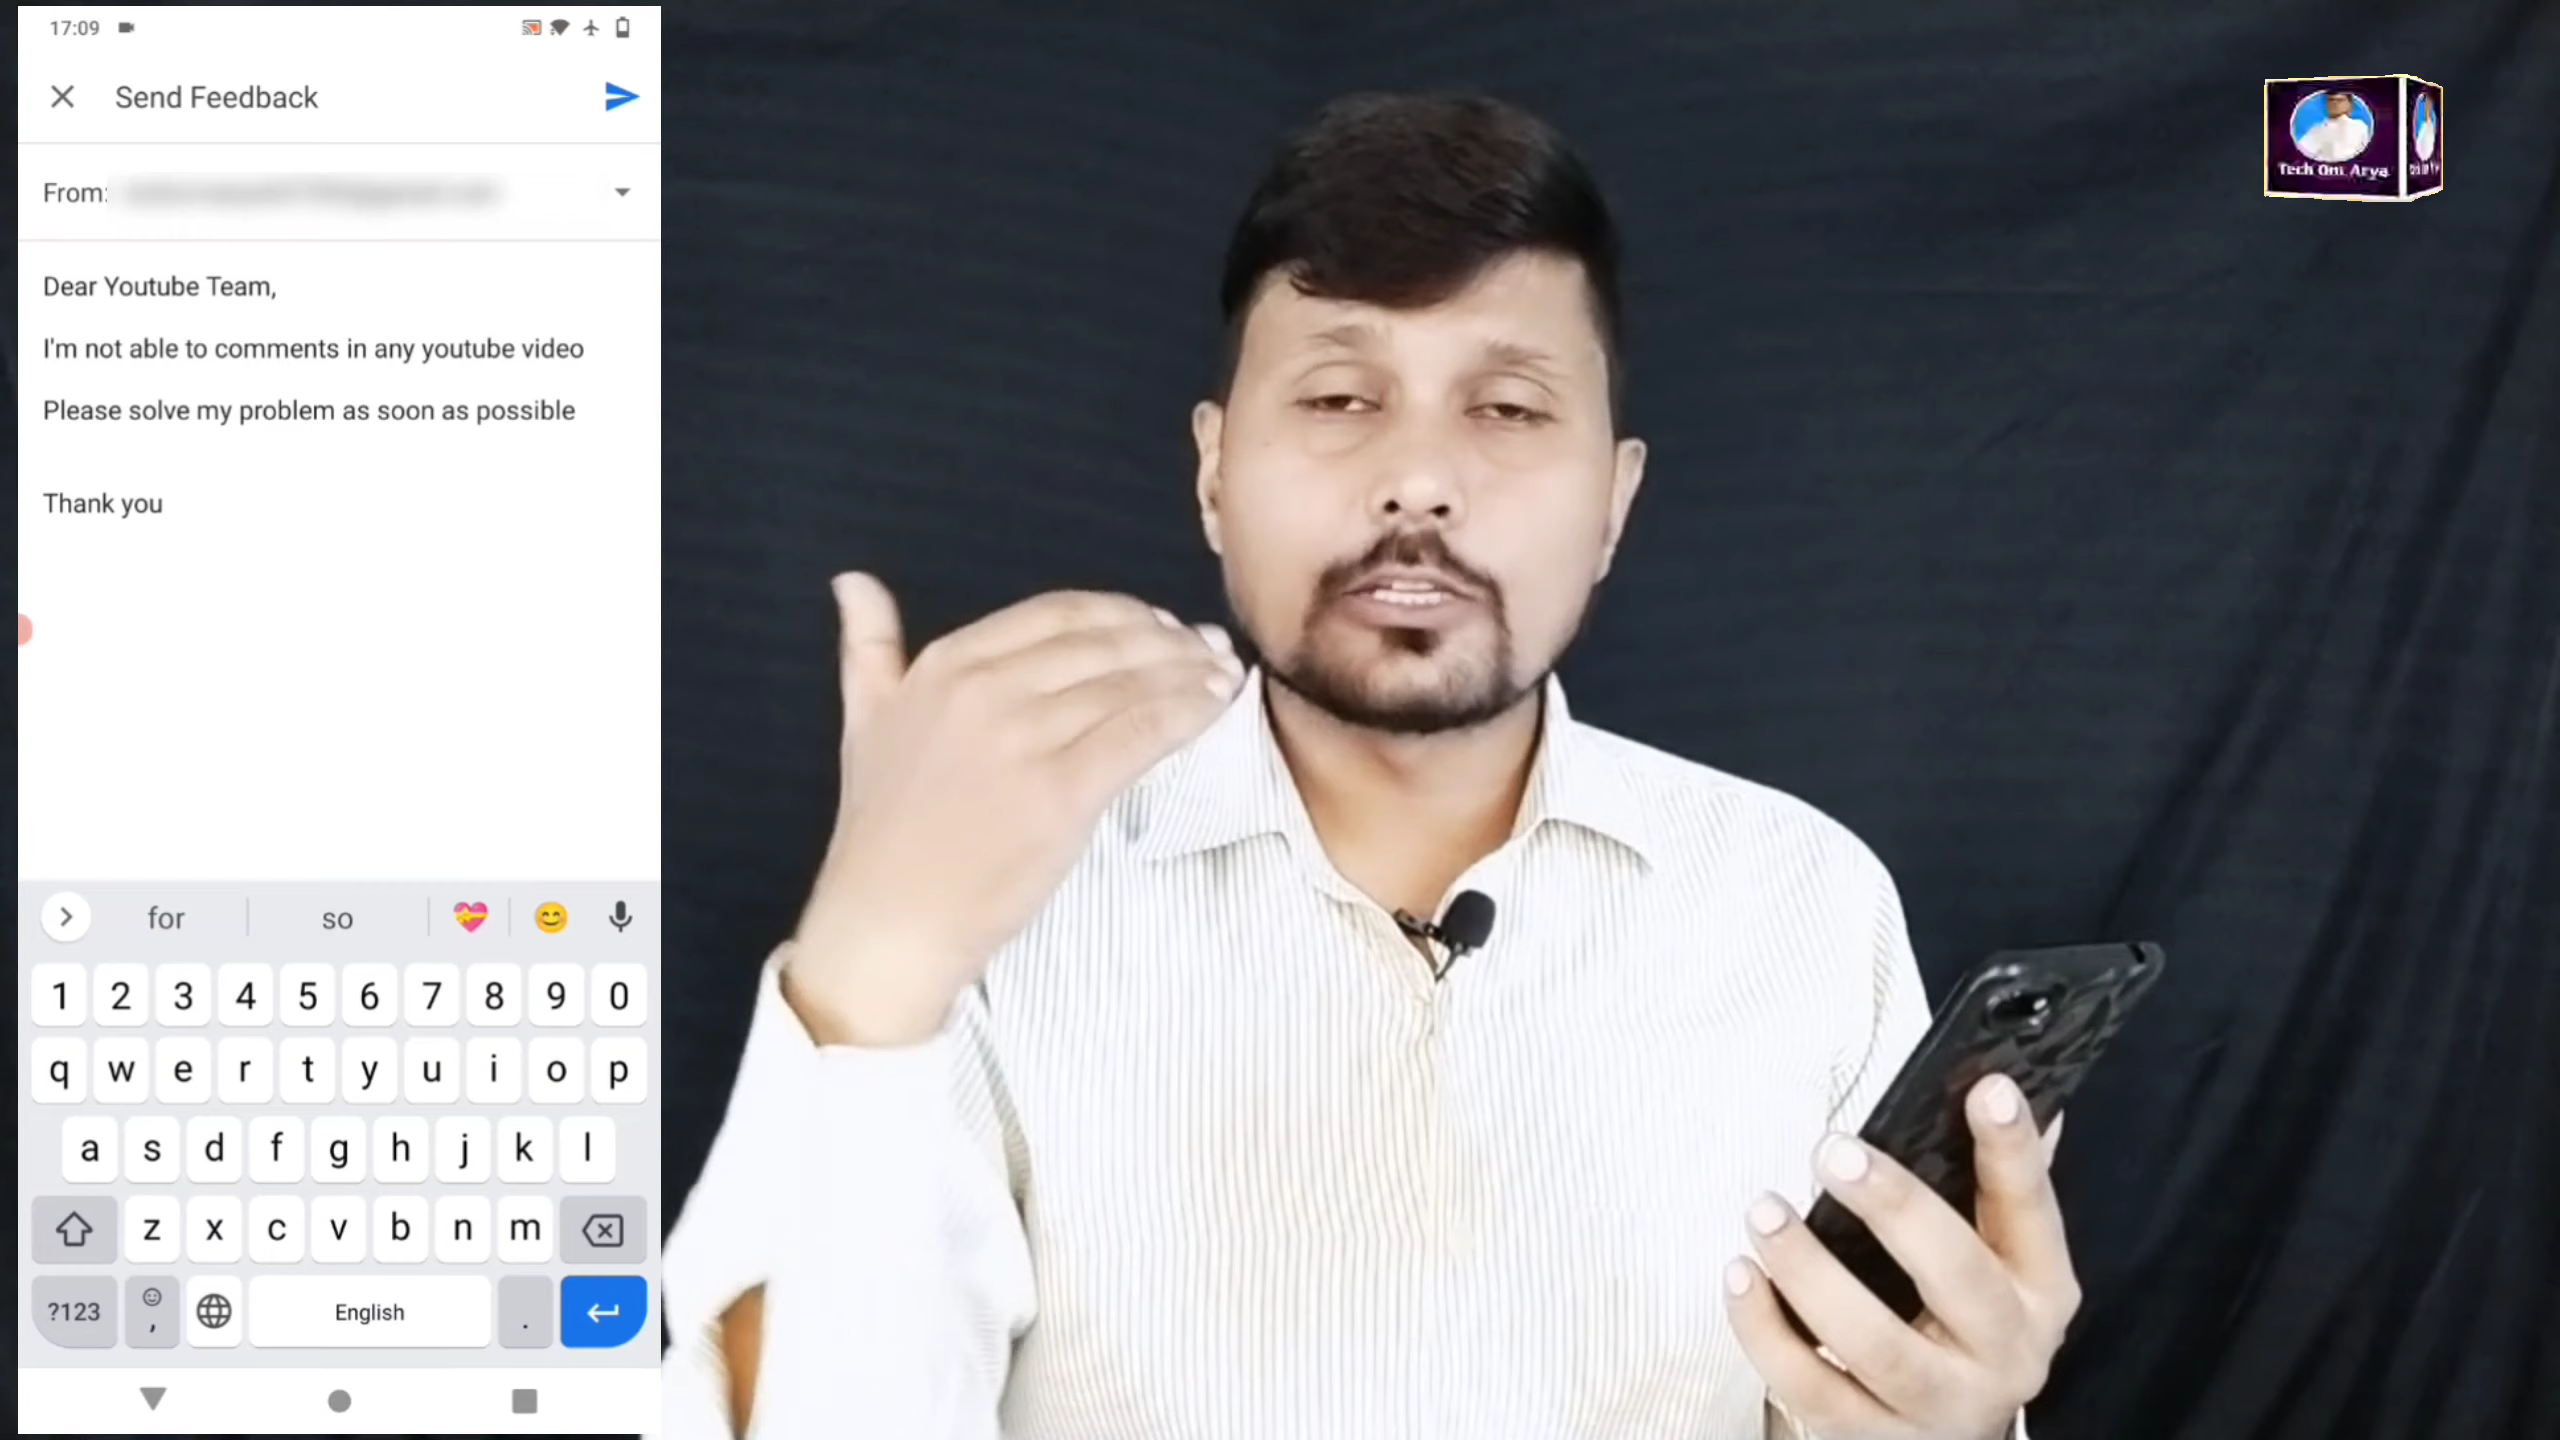 17:09
Send Feedback
From:
Dear Youtube Team,
I'm not able to comments in any youtube video
Please solve my problem as soon as possible
Thank you
for so
1 2 3 4 5 6 7 8 9 0
q w e r t y u i o p
a s d f g h j k l
z x c v b n m
?123 , English .
Tech Om Arya